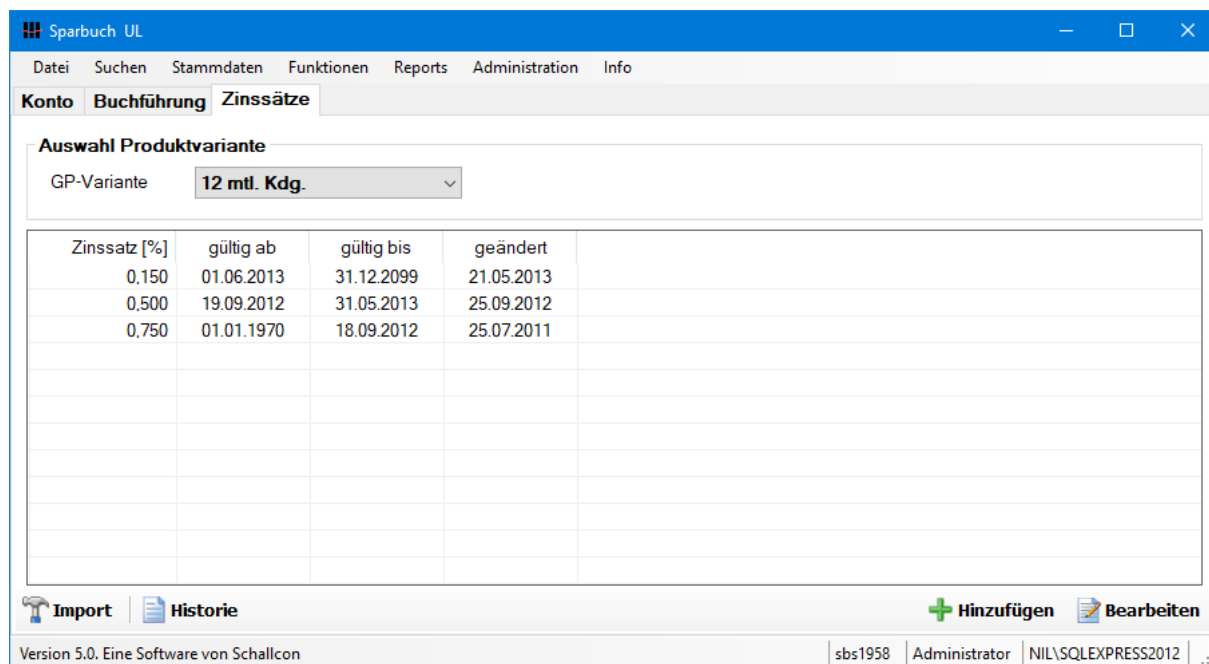 Sparbuch UL
Datei Suchen Stammdaten Funktionen Reports Administration Info
Konto Buchführung Zinssätze
Auswahl Produktvariante
GP-Variante 12 mtl. Kdg.
Zinssatz [%] gültig ab gültig bis geändert
0,150 01.06.2013 31.12.2099 21.05.2013
0,500 19.09.2012 31.05.2013 25.09.2012
0,750 01.01.1970 18.09.2012 25.07.2011
Import Historie Hinzufügen Bearbeiten
Version 5.0. Eine Software von Schallcon sbs1958 Administrator NIL\SQLEXPRESS2012